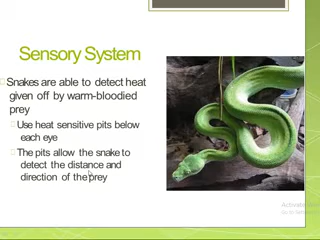 Sensory System
Snakes are able to detect heat
given off by warm-bloodied
prey
Use heat sensitive pits below
each eye
The pits allow the snake to
detect the distance and
direction of the prey